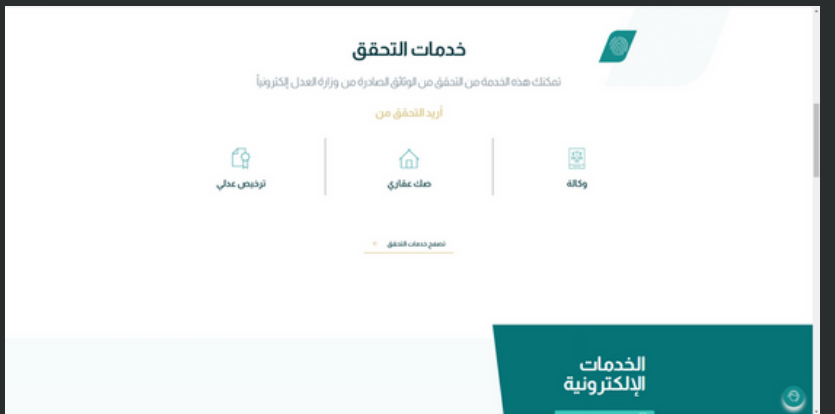 خدمات التحقق
تمكنك هذه الخدمة من التحقق من الوثائق الصادرة من وزارة العدل إلكترونياً
أريد التحقق من
وكالة
صك عقاري
ترخيص عدلي
تصفح خدمات التحقق
الخدمات
الإلكترونية